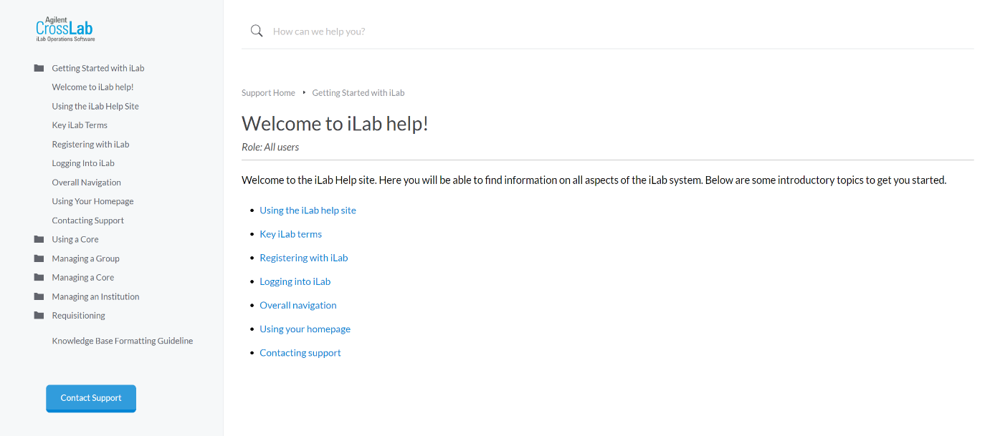 Agilent
CrossLab
iLab Operations Software
Getting Started with iLab
Welcome to iLab help!
Using the iLab Help Site
Key iLab Terms
Registering with iLab
Logging Into iLab
Overall Navigation
Using Your Homepage
Contacting Support
Using a Core
Managing a Group
Managing a Core
Managing an Institution
Requisitioning
Knowledge Base Formatting Guideline
Contact Support
How can we help you?
Support Home Getting Started with iLab
Welcome to iLab help!
Role: All users
Welcome to the iLab Help site. Here you will be able to find information on all aspects of the iLab system. Below are some introductory topics to get you started.
Using the iLab help site
Key iLab terms
Registering with iLab
Logging into iLab
Overall navigation
Using your homepage
Contacting support